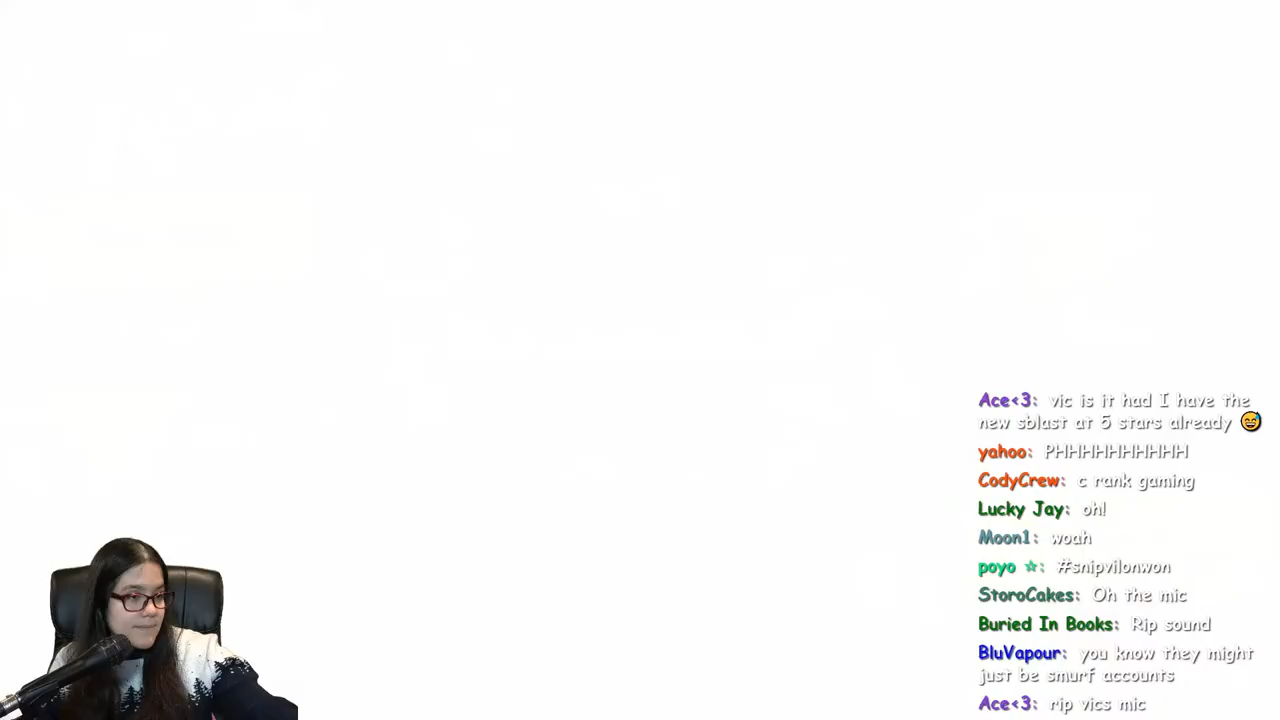 Ace<3: vic is it had I have the
new sblast at 5 stars already 😅
yahoo: PHHHHHHHHHH
CodyCrew: c rank gaming
Lucky Jay: oh!
Moon1: woah
poyo ☆: #snipvilonwon
StoroCakes: Oh the mic
Buried In Books: Rip sound
BluVapour: you know they might
just be smurf accounts
Ace<3: rip vics mic